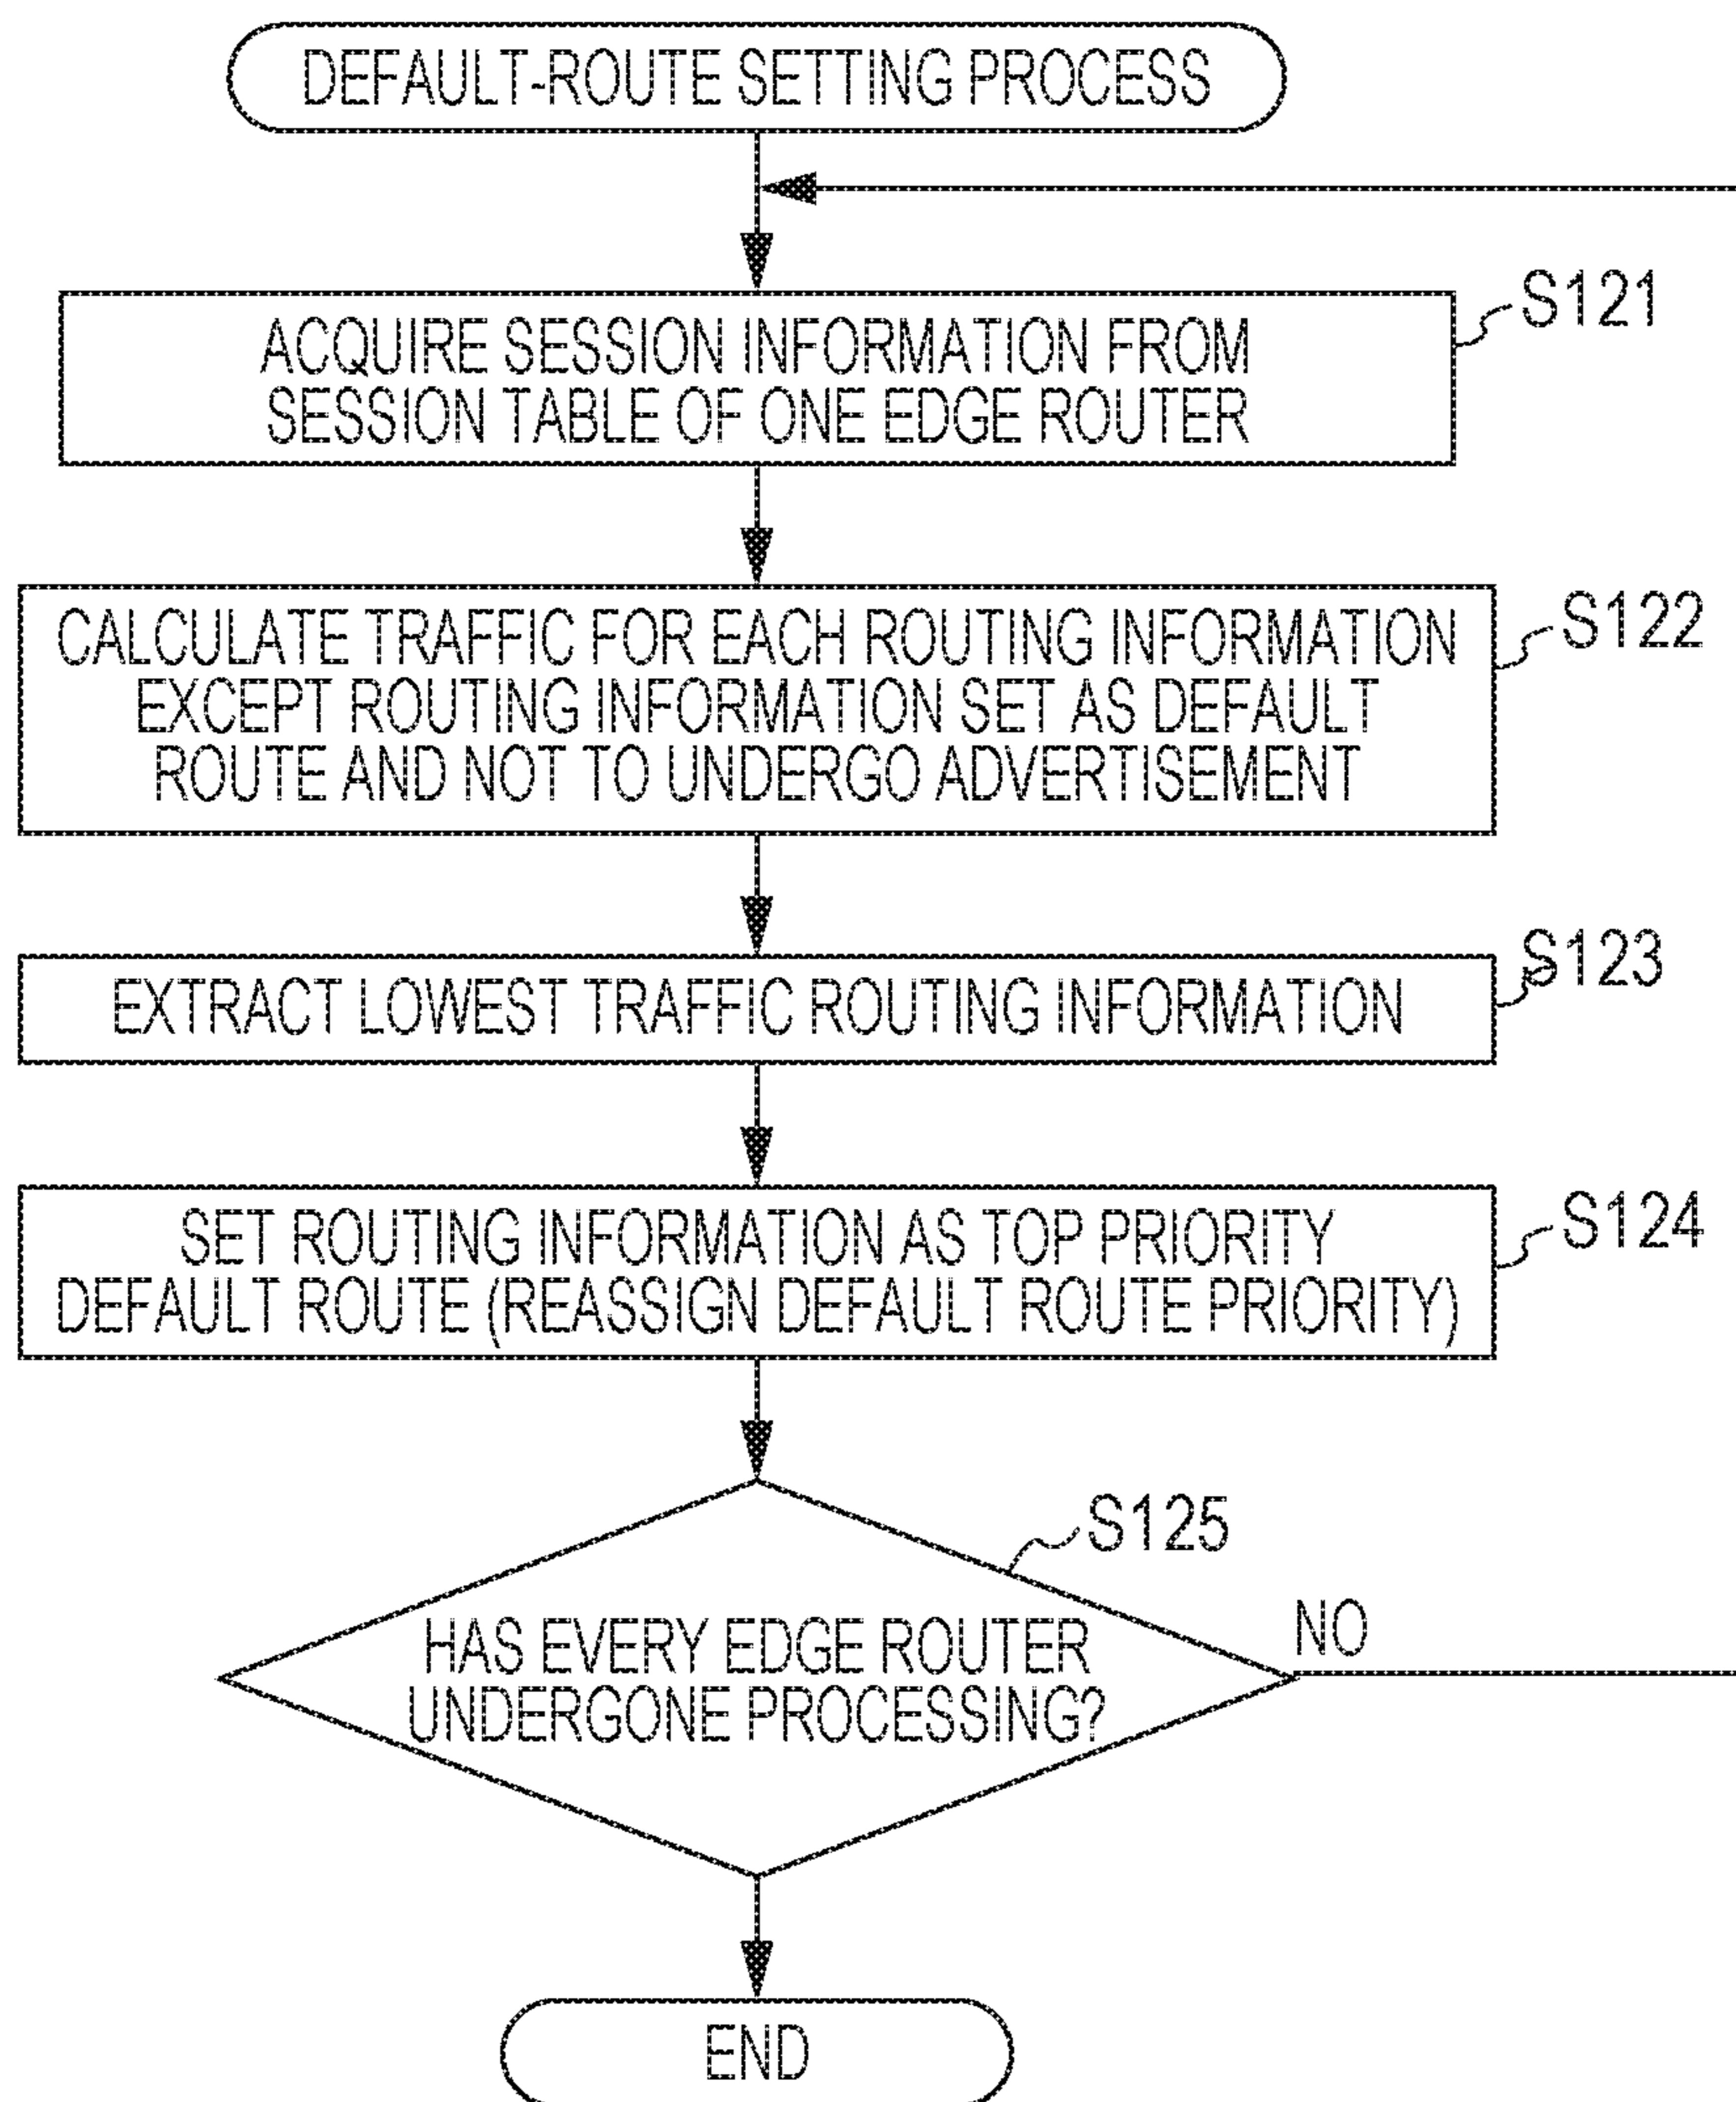 DEFAULT-ROUTE SETTING PROCESS
S121
ACQUIRE SESSION INFORMATION FROM
SESSION TABLE OF ONE EDGE ROUTER
S122
CALCULATE TRAFFIC FOR EACH ROUTING INFORMATION
EXCEPT ROUTING INFORMATION SET AS DEFAULT
ROUTE AND NOT TO UNDERGO ADVERTISEMENT
S123
EXTRACT LOWEST TRAFFIC ROUTING INFORMATION
S124
SET ROUTING INFORMATION AS TOP PRIORITY
DEFAULT ROUTE (REASSIGN DEFAULT ROUTE PRIORITY)
S125
HAS EVERY EDGE ROUTER
UNDERGONE PROCESSING?
NO
END